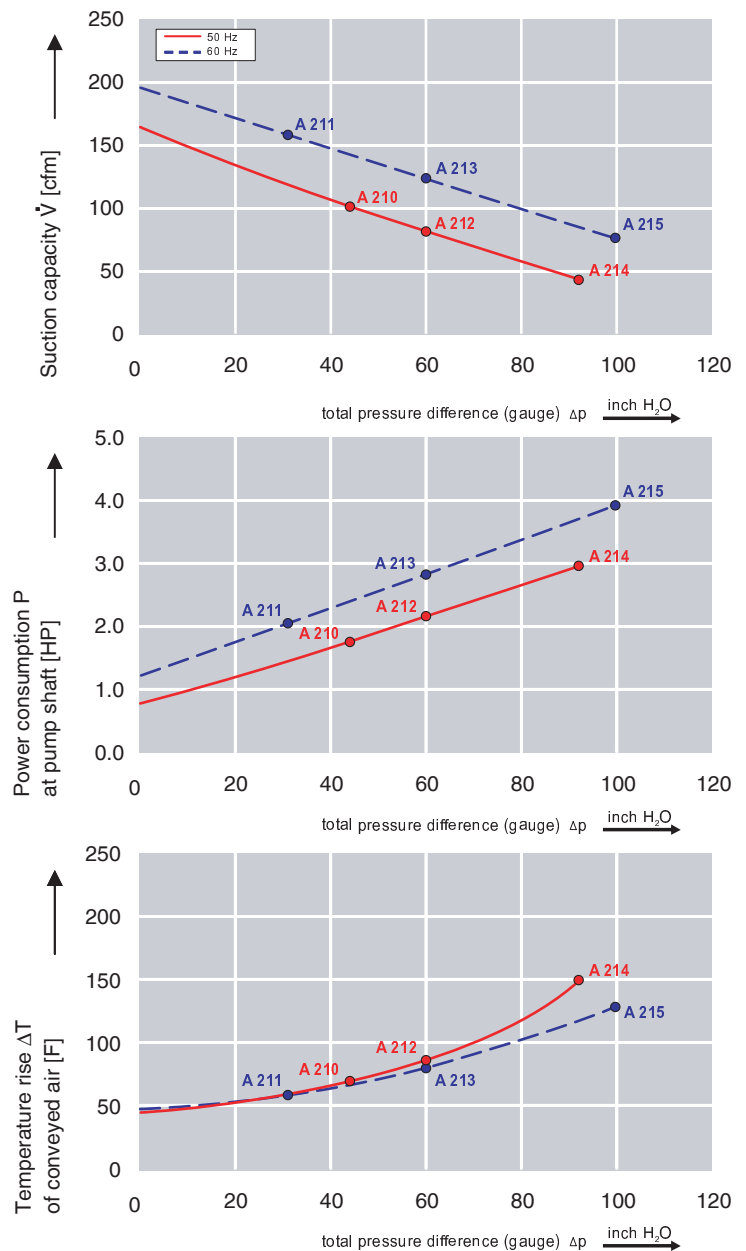 250
200
150
100
50
0
Suction capacity V̇ [cfm]
50 Hz
60 Hz
A 211
A 213
A 210
A 212
A 215
A 214
0 20 40 60 80 100 120
total pressure difference (gauge) Δp inch H₂O
5.0
4.0
3.0
2.0
1.0
0.0
Power consumption P
at pump shaft [HP]
A 215
A 213
A 214
A 211
A 212
A 210
0 20 40 60 80 100 120
total pressure difference (gauge) Δp inch H₂O
250
200
150
100
50
0
Temperature rise ΔT
of conveyed air [F]
A 214
A 215
A 212
A 210
A 211
A 213
0 20 40 60 80 100 120
total pressure difference (gauge) Δp inch H₂O